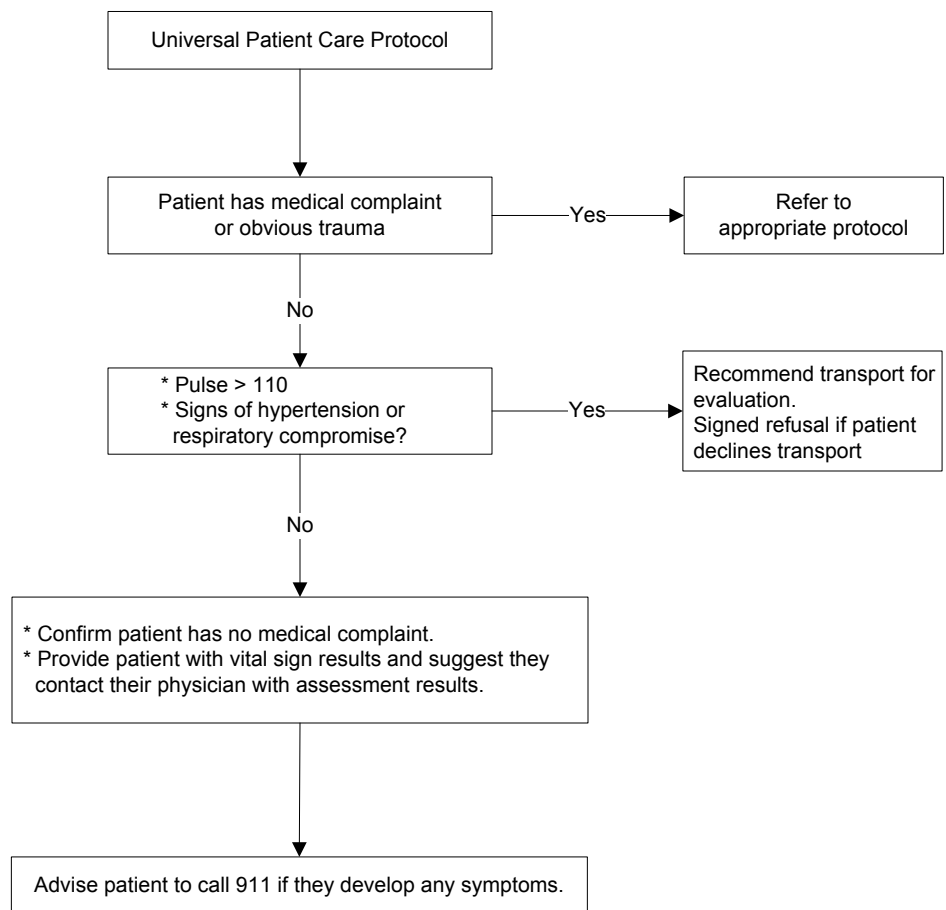 Universal Patient Care Protocol
Patient has medical complaint
or obvious trauma
Yes
Refer to
appropriate protocol
No
* Pulse > 110
* Signs of hypertension or
respiratory compromise?
Yes
Recommend transport for
evaluation.
Signed refusal if patient
declines transport
No
* Confirm patient has no medical complaint.
* Provide patient with vital sign results and suggest they
contact their physician with assessment results.
Advise patient to call 911 if they develop any symptoms.